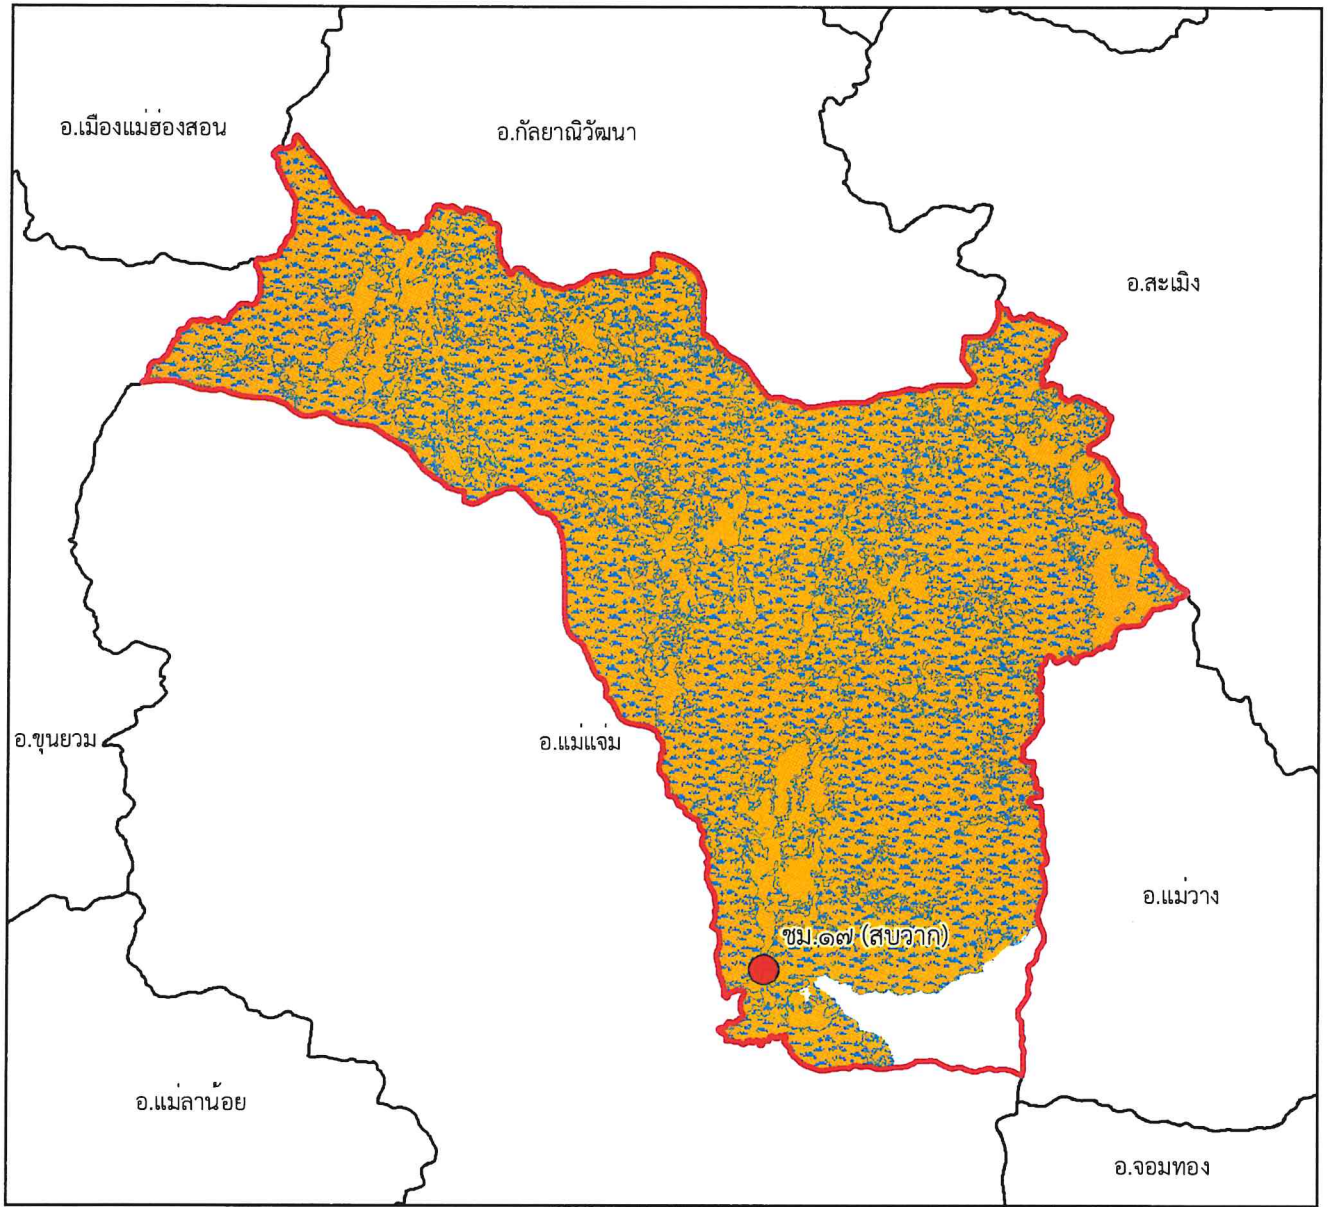 อ.เมืองแม่ฮ่องสอน
อ.กัลยาณิวัฒนา
อ.สะเมิง
อ.ขุนยวม
อ.แม่แจ่ม
อ.แม่วาง
ชม.๑๗ (สบวาก)
อ.แม่ลาน้อย
อ.จอมทอง